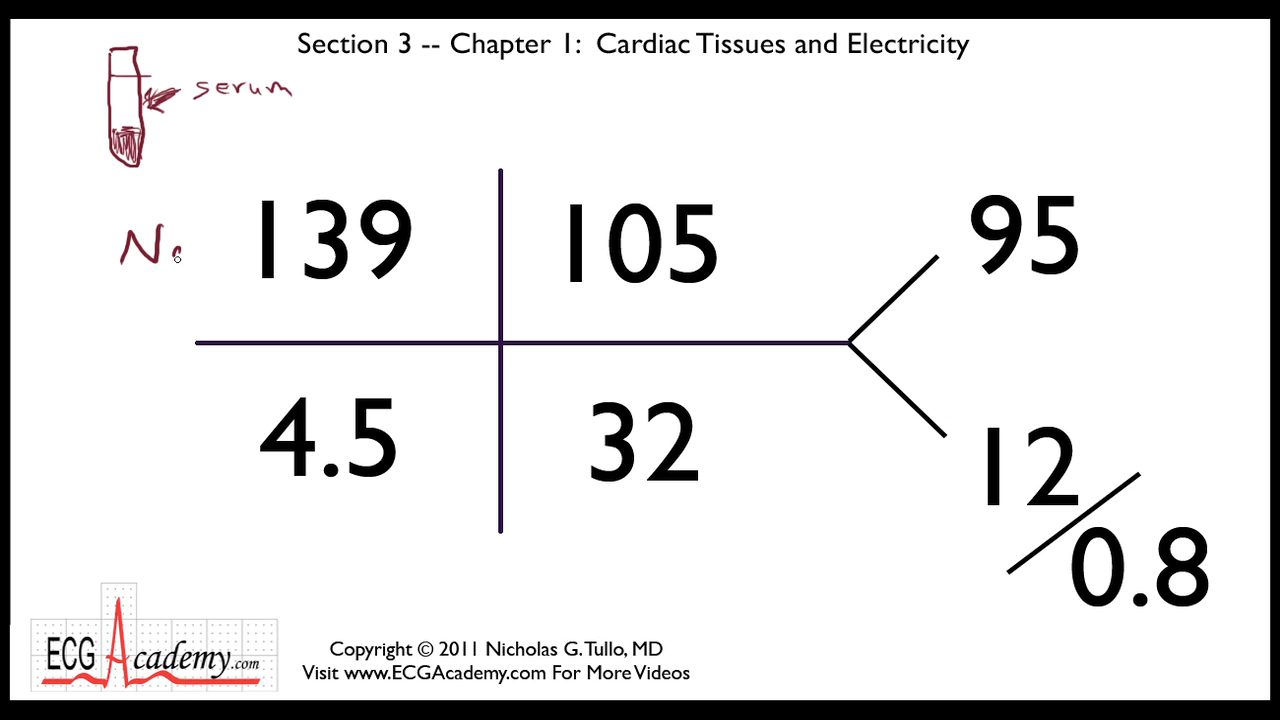 Section 3 -- Chapter 1: Cardiac Tissues and Electricity
serum
Na 139 105 95
4.5 32 12
0.8
ECG Academy.com
Copyright © 2011 Nicholas G. Tullo, MD
Visit www.ECGAcademy.com For More Videos